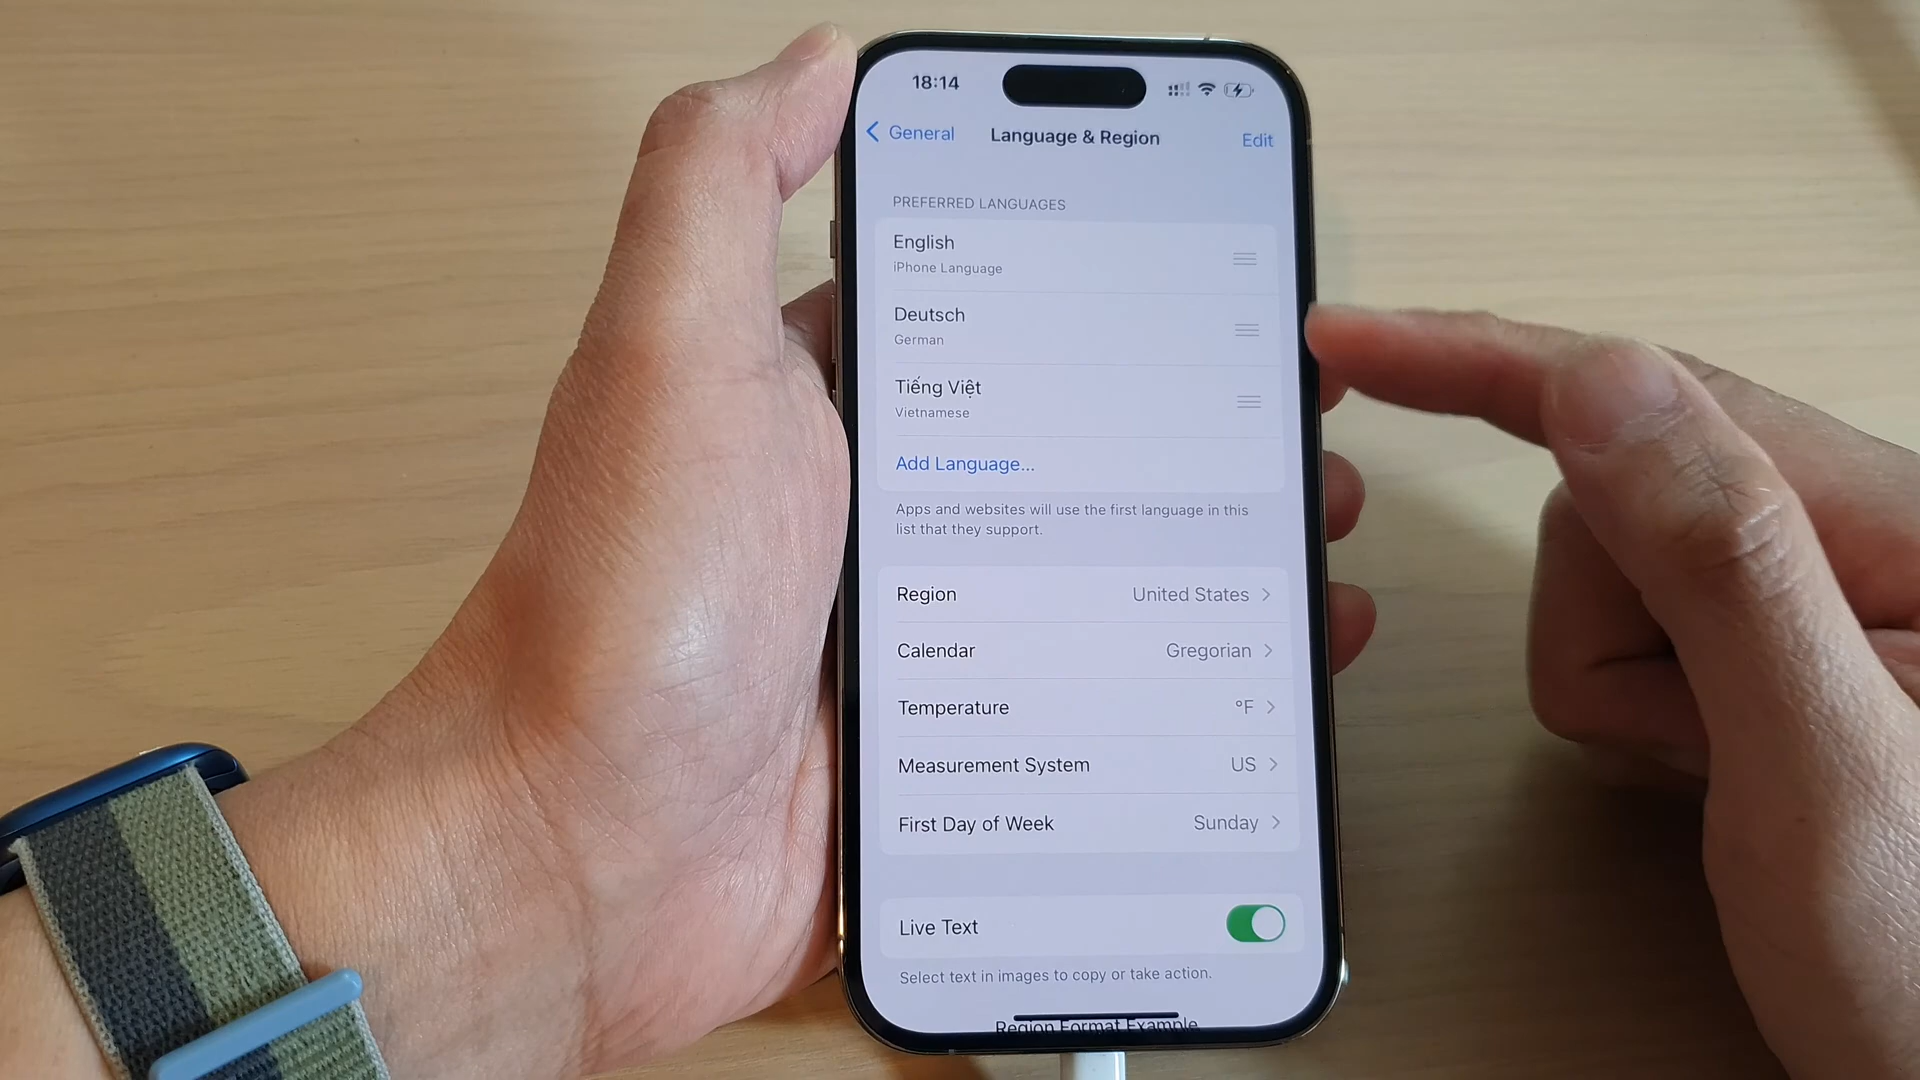 18:14
General
Language & Region
Edit
PREFERRED LANGUAGES
English
iPhone Language
Deutsch
German
Tiếng Việt
Vietnamese
Add Language...
Apps and websites will use the first language in this
list that they support.
Region United States
Calendar Gregorian
Temperature °F
Measurement System US
First Day of Week Sunday
Live Text
Select text in images to copy or take action.
Region Format Example